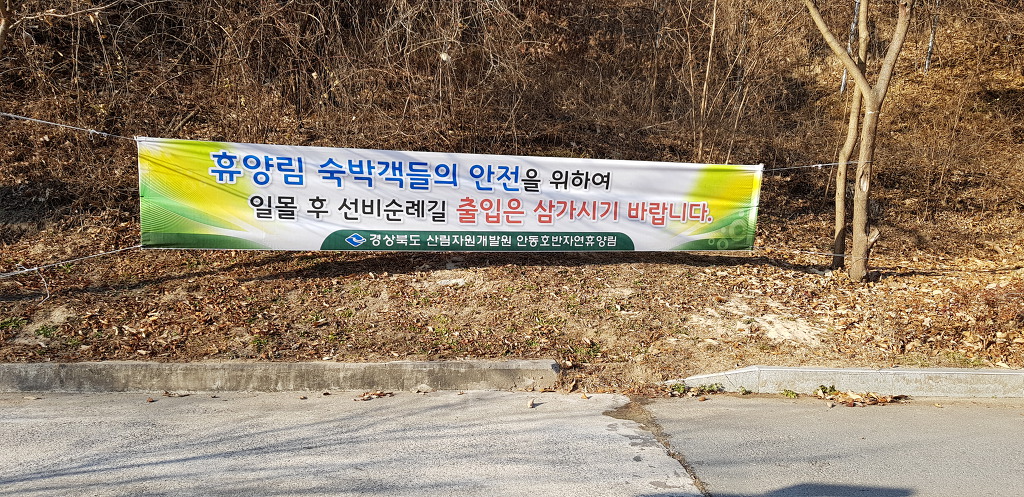 휴양림 숙박객들의 안전을 위하여
일몰 후 선비순례길 출입은 삼가시기 바랍니다.
경상북도 산림자원개발원 안동호반자연휴양림